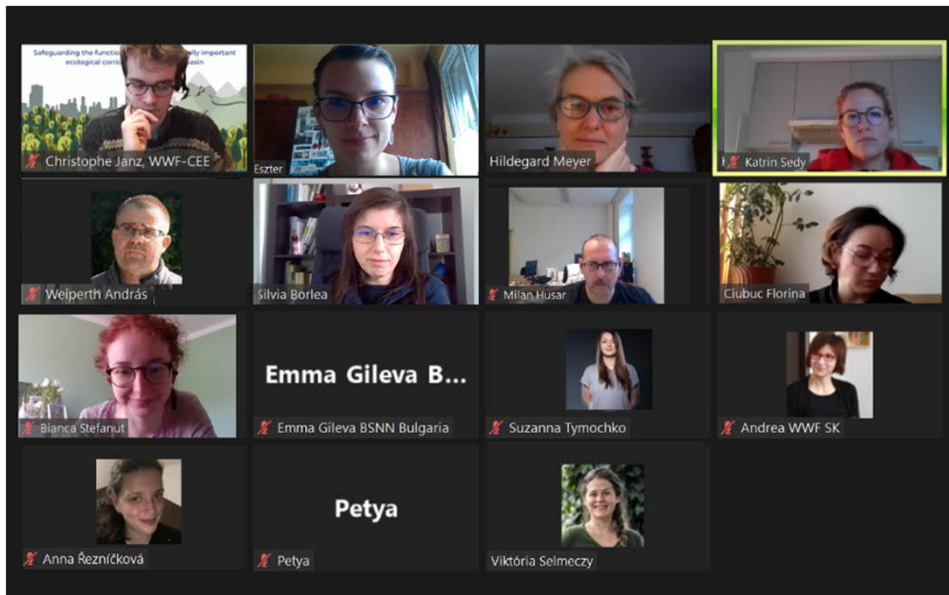 Safeguarding the function
ally important
ecological corri
asin
Christophe Janz, WWF-CEE
Eszter
Hildegard Meyer
Katrin Sedy
Weiperth András
Silvia Borlea
Milan Husar
Ciubuc Florina
Bianca Stefanut
Emma Gileva B...
Emma Gileva BSNN Bulgaria
Suzanna Tymochko
Andrea WWF SK
Anna Řezníčková
Petya
Petya
Viktória Selmeczy